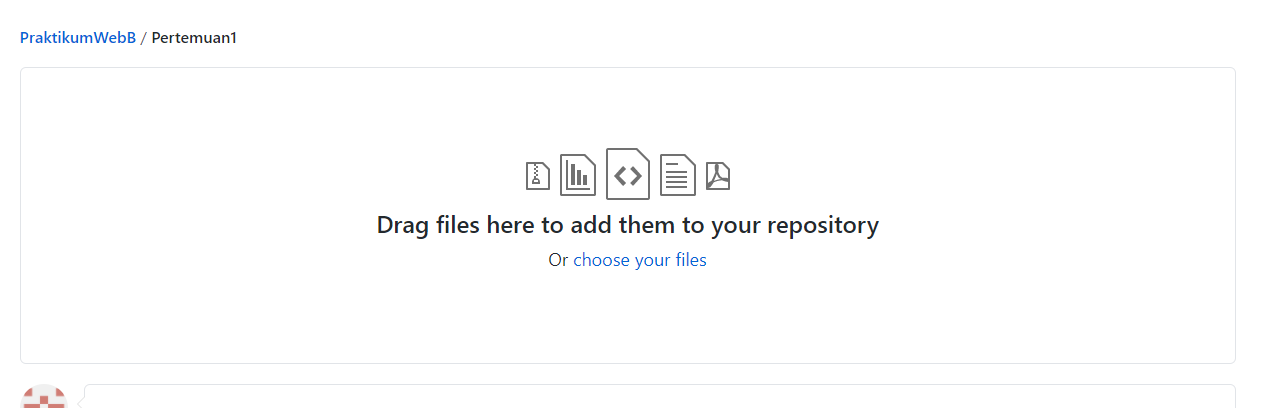 PraktikumWebB / Pertemuan1
Drag files here to add them to your repository
Or choose your files